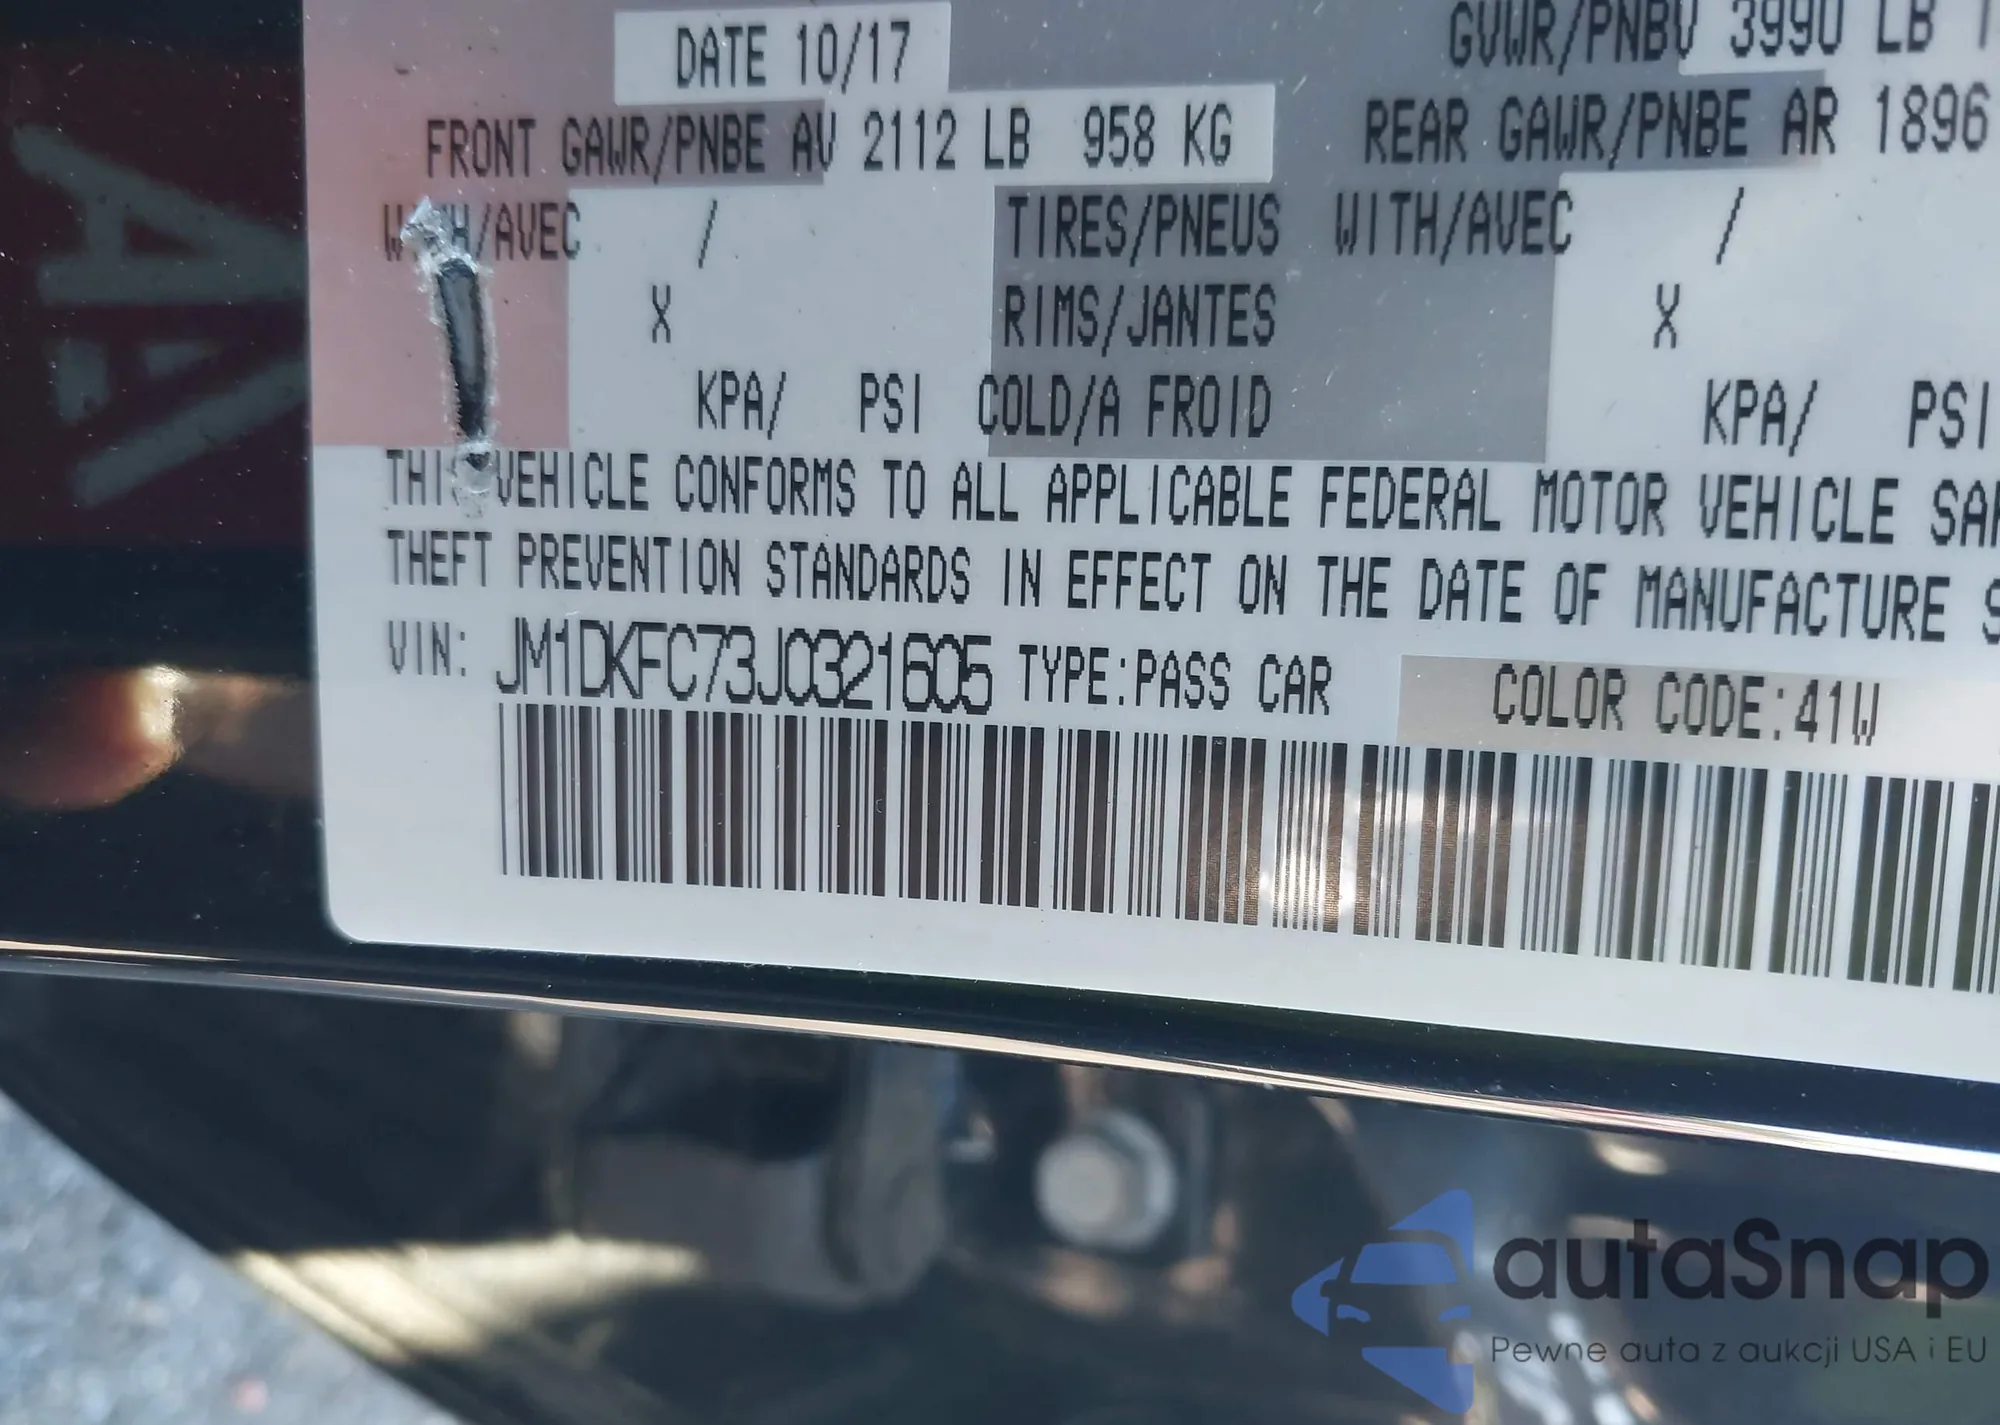 DATE 10/17
GVWR/PNBV 3990 LB
FRONT GAWR/PNBE AV 2112 LB 958 KG
REAR GAWR/PNBE AR 1896
WITH/AVEC / TIRES/PNEUS WITH/AVEC /
X RIMS/JANTES X
KPA/ PSI COLD/A FROID KPA/ PSI
THIS VEHICLE CONFORMS TO ALL APPLICABLE FEDERAL MOTOR VEHICLE
THEFT PREVENTION STANDARDS IN EFFECT ON THE DATE OF MANUFACTURE
VIN: JM1DKFC73J0321605 TYPE:PASS CAR COLOR CODE:41W
autaSnap
Pewne auta z aukcji USA i EU